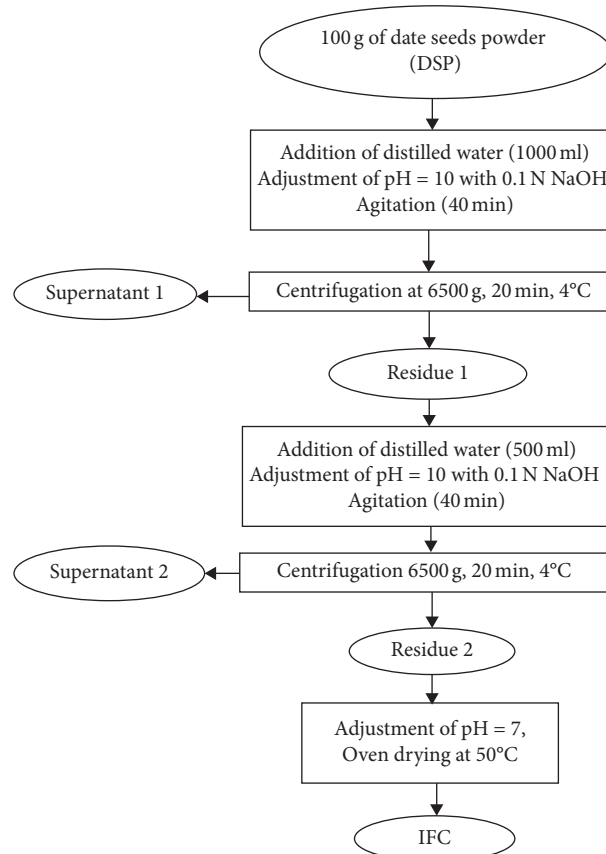 100 g of date seeds powder
(DSP)
Addition of distilled water (1000 ml)
Adjustment of pH = 10 with 0.1 N NaOH
Agitation (40 min)
Supernatant 1
Centrifugation at 6500 g, 20 min, 4°C
Residue 1
Addition of distilled water (500 ml)
Adjustment of pH = 10 with 0.1 N NaOH
Agitation (40 min)
Supernatant 2
Centrifugation 6500 g, 20 min, 4°C
Residue 2
Adjustment of pH = 7,
Oven drying at 50°C
IFC